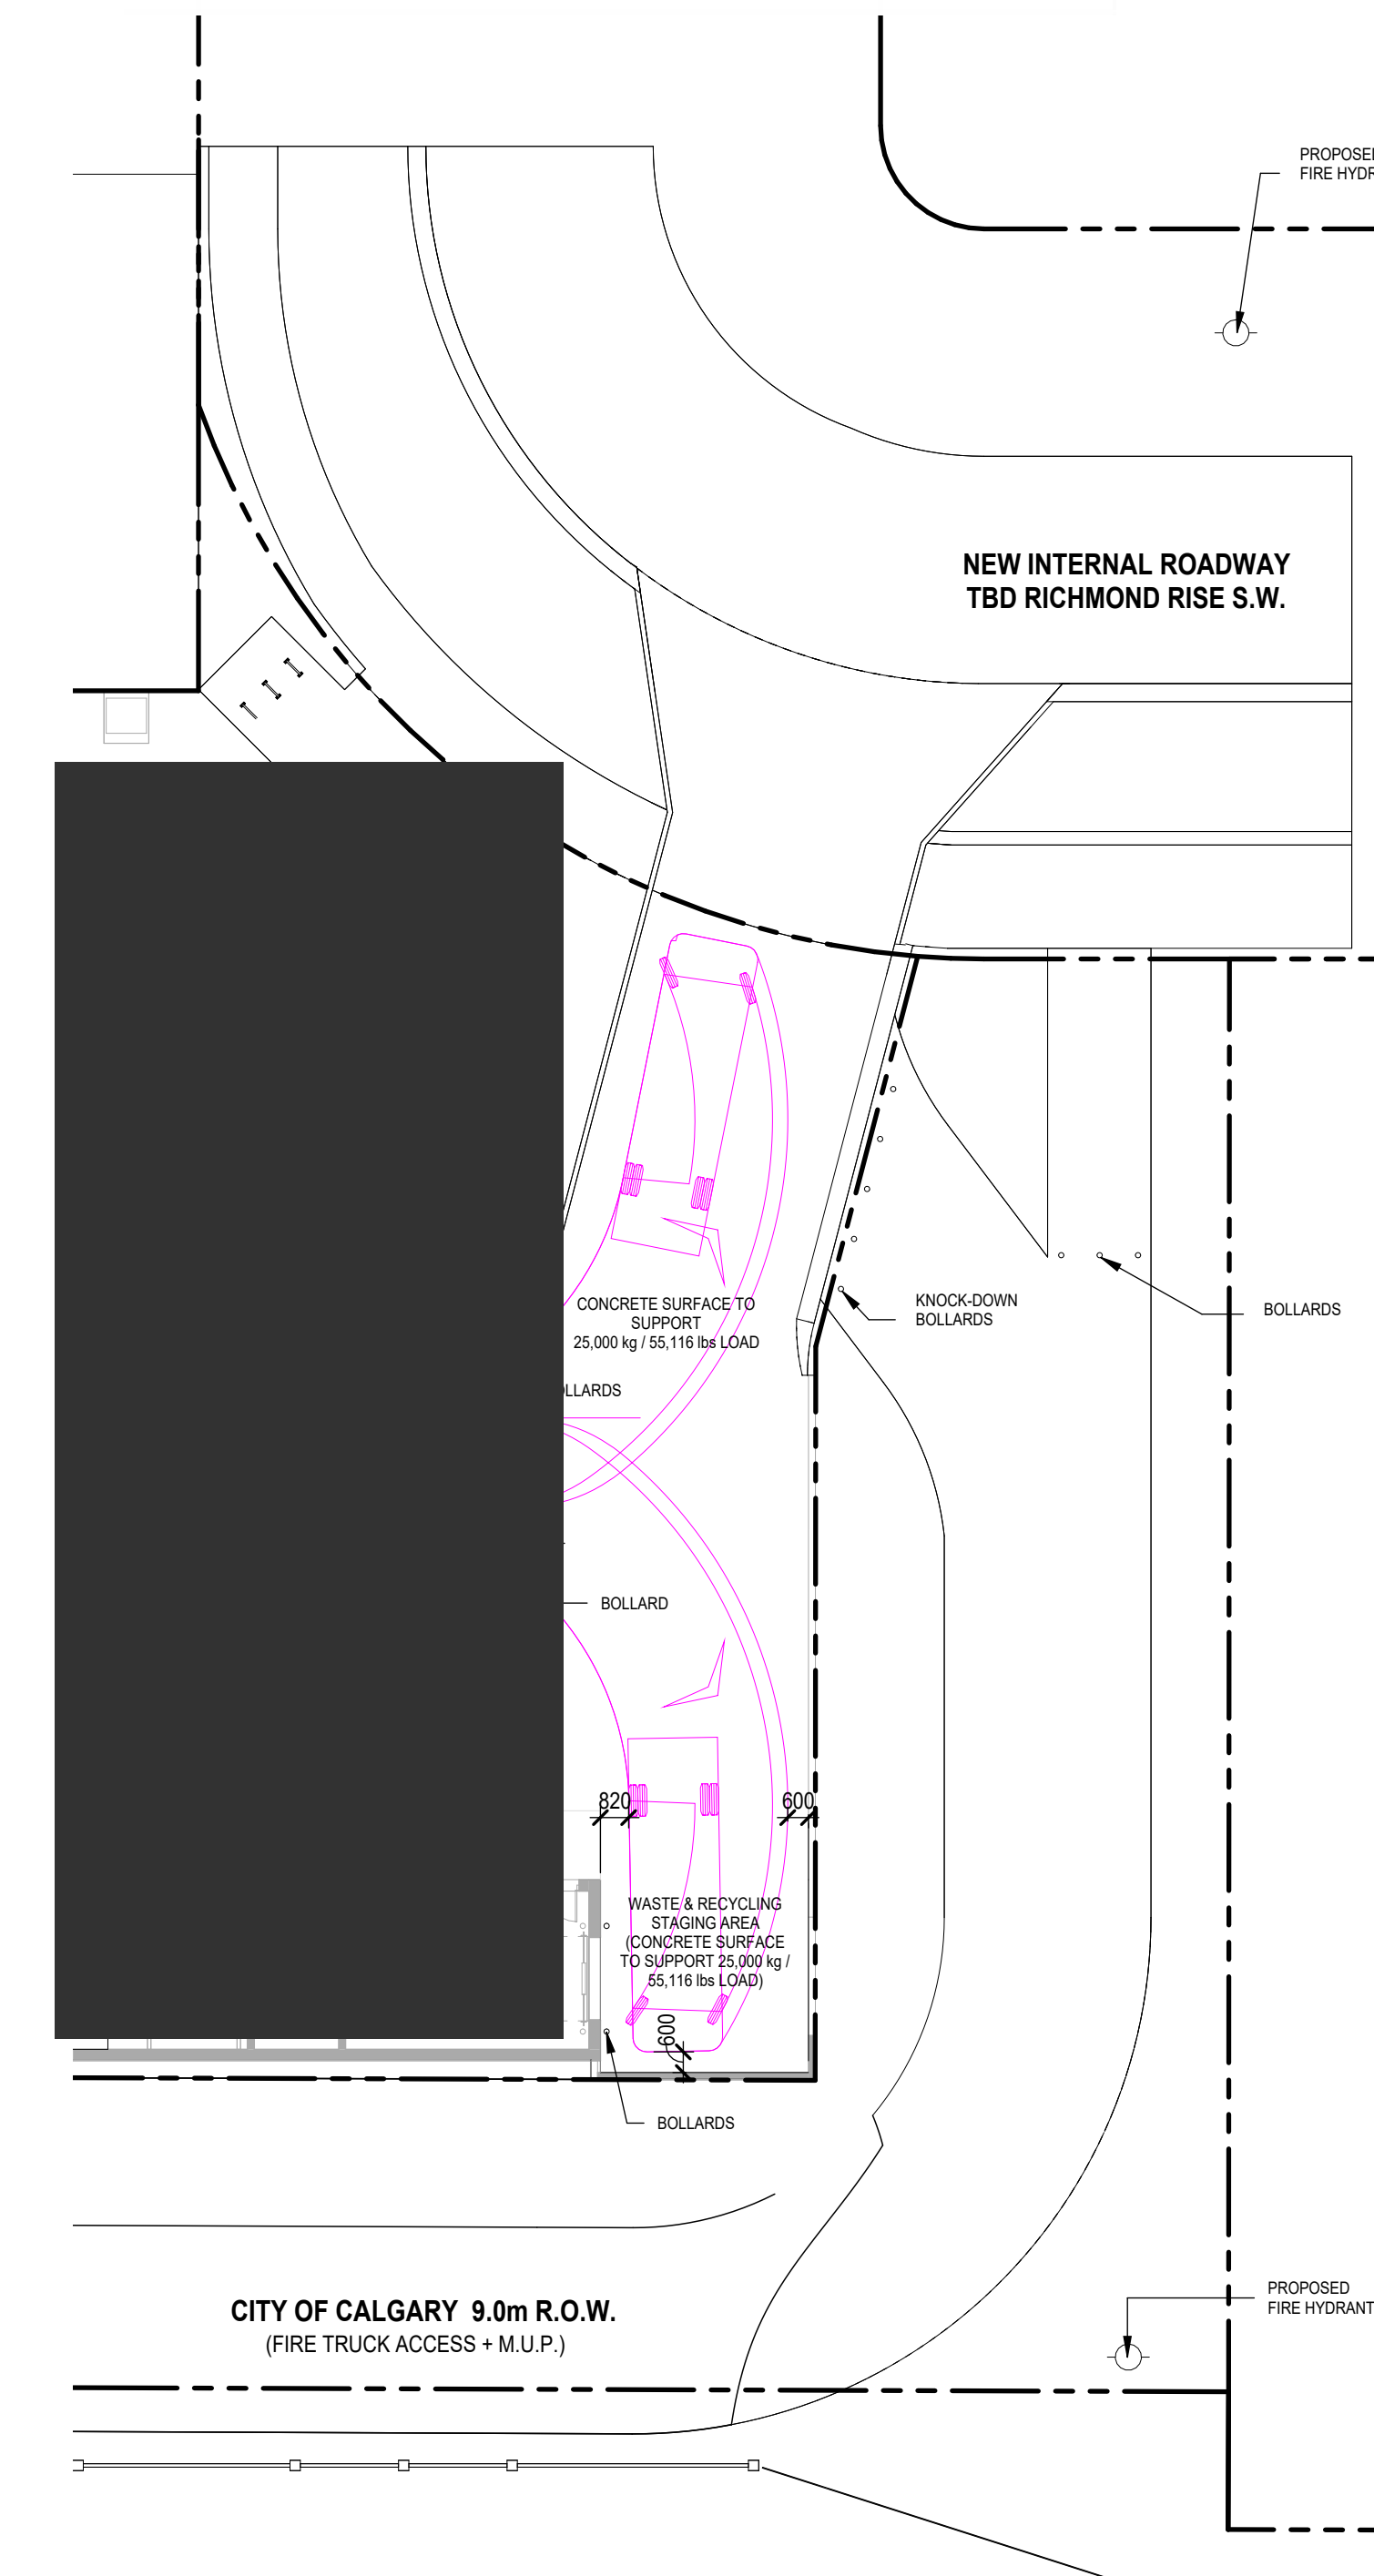 PROPOSED
FIRE
NEW INTERNAL ROADWAY
TBD RICHMOND RISE S.W.
CONCRETE SURFACE TO
SUPPORT
25,000 kg / 55,116 lbs LOAD
KNOCK-DOWN
BOLLARDS
BOLLARDS
BOLLARD
820
600
WASTE & RECYCLING
STAGING AREA
(CONCRETE SURFACE
TO SUPPORT 25,000 kg /
55,116 lbs LOAD)
600
BOLLARDS
CITY OF CALGARY 9.0m R.O.W.
(FIRE TRUCK ACCESS + M.U.P.)
PROPOSED
FIRE HYDRANT